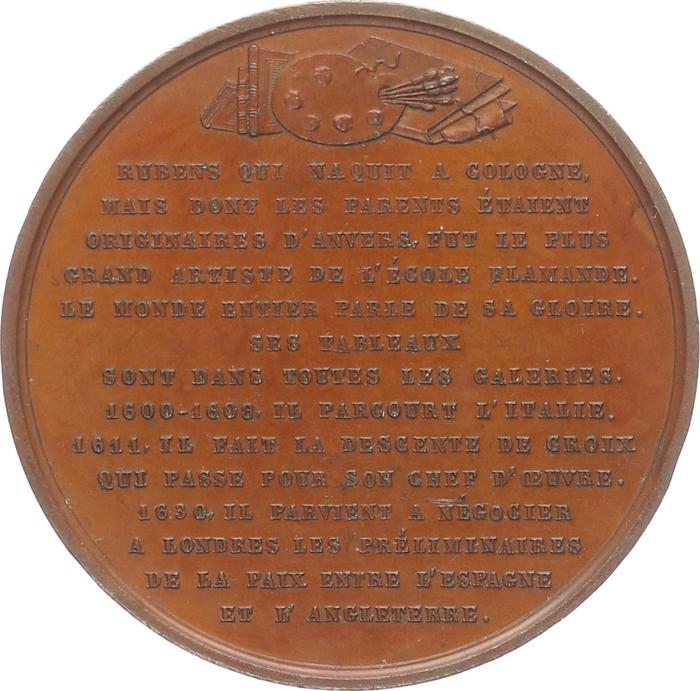 RUBENS QUI NAQUIT A COLOGNE,
MAIS DONT LES PARENTS ÉTAIENT
ORIGINAIRES D'ANVERS, FUT LE PLUS
GRAND ARTISTE DE L'ÉCOLE FLAMANDE.
LE MONDE ENTIER PARLE DE SA GLOIRE.
SES TABLEAUX
SONT DANS TOUTES LES GALERIES.
1600-1608, IL PARCOURT L'ITALIE.
1611, IL FAIT LA DESCENTE DE CROIX
QUI PASSE POUR SON CHEF D'ŒUVRE.
1630, IL PARVIENT A NÉGOCIER
A LONDRES LES PRÉLIMINAIRES
DE LA PAIX ENTRE L'ESPAGNE
ET L'ANGLETERRE.